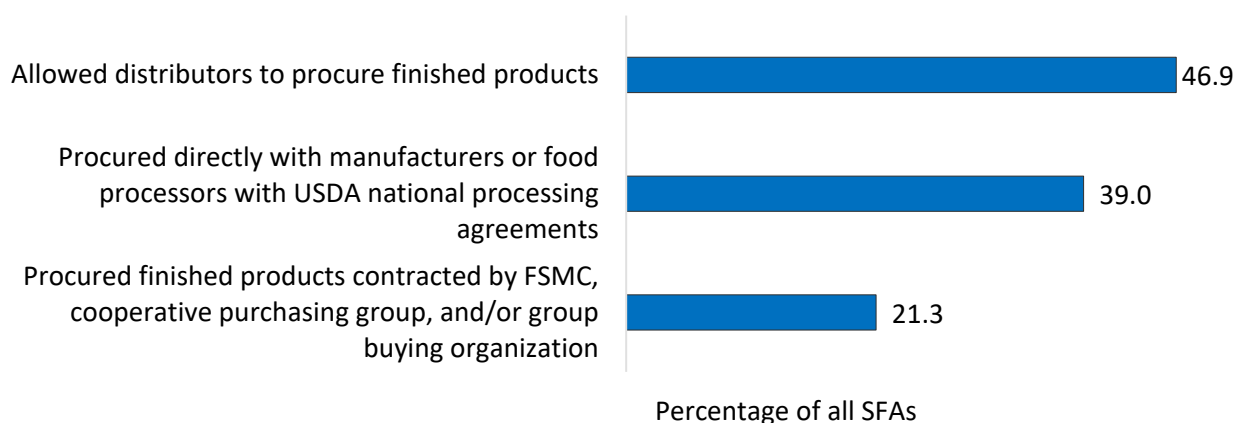 Allowed distributors to procure finished products
46.9
Procured directly with manufacturers or food
processors with USDA national processing
agreements
39.0
Procured finished products contracted by FSMC,
cooperative purchasing group, and/or group
buying organization
21.3
Percentage of all SFAs